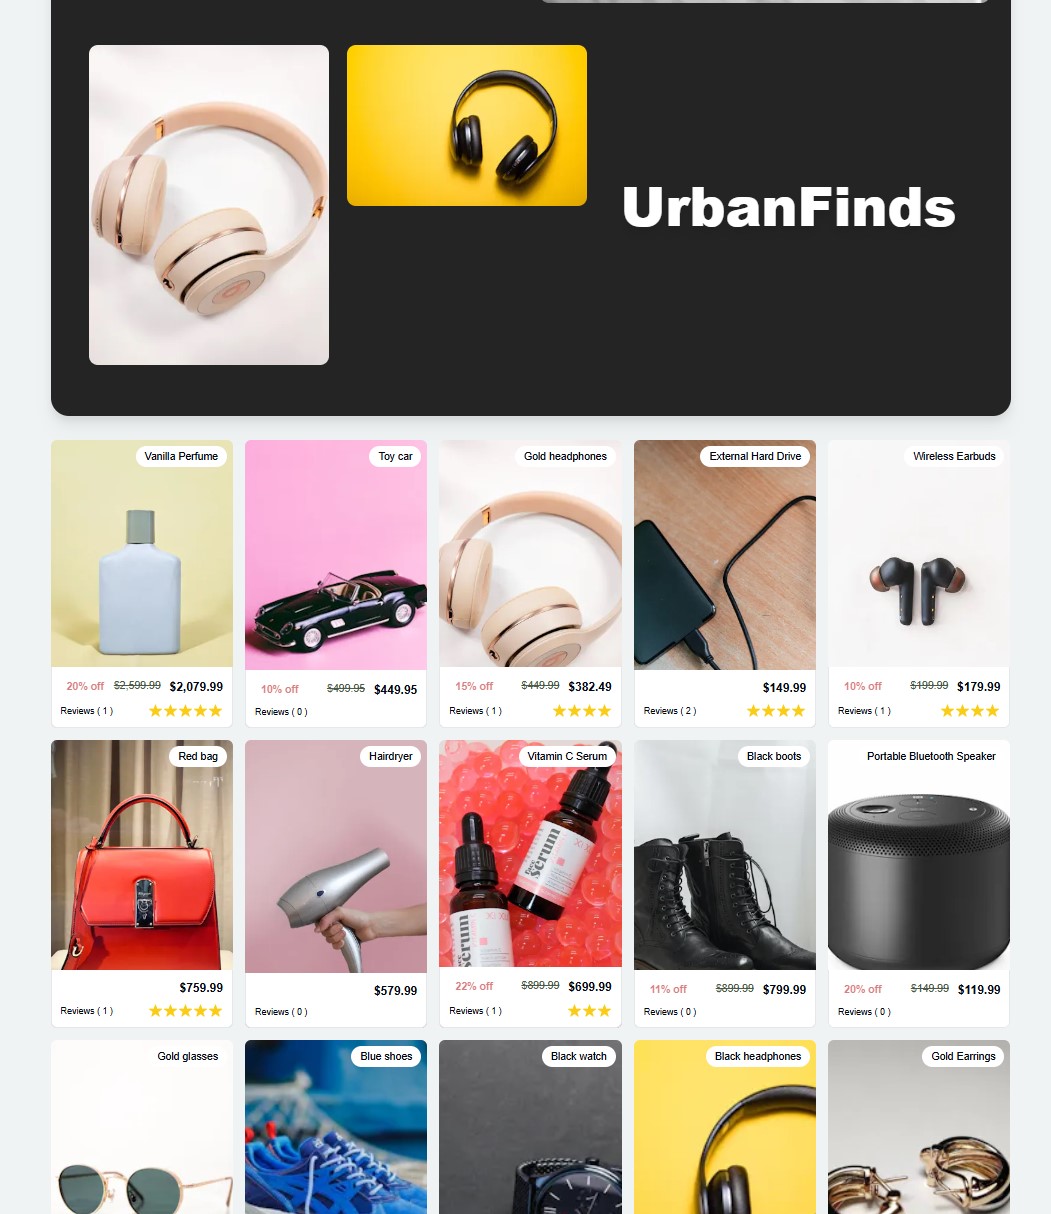 UrbanFinds
Vanilla Perfume
20% off $2,599.99 $2,079.99
Reviews ( 1 )
Toy car
10% off $499.95 $449.95
Reviews ( 0 )
Gold headphones
15% off $449.99 $382.49
Reviews ( 1 )
External Hard Drive
$149.99
Reviews ( 2 )
Wireless Earbuds
10% off $199.99 $179.99
Reviews ( 1 )
Red bag
$759.99
Reviews ( 1 )
Hairdryer
$579.99
Reviews ( 0 )
Vitamin C Serum
serum
serum
22% off $899.99 $699.99
Reviews ( 1 )
Black boots
11% off $899.99 $799.99
Reviews ( 0 )
Portable Bluetooth Speaker
20% off $149.99 $119.99
Reviews ( 0 )
Gold glasses
Blue shoes
Black watch
Black headphones
Gold Earrings